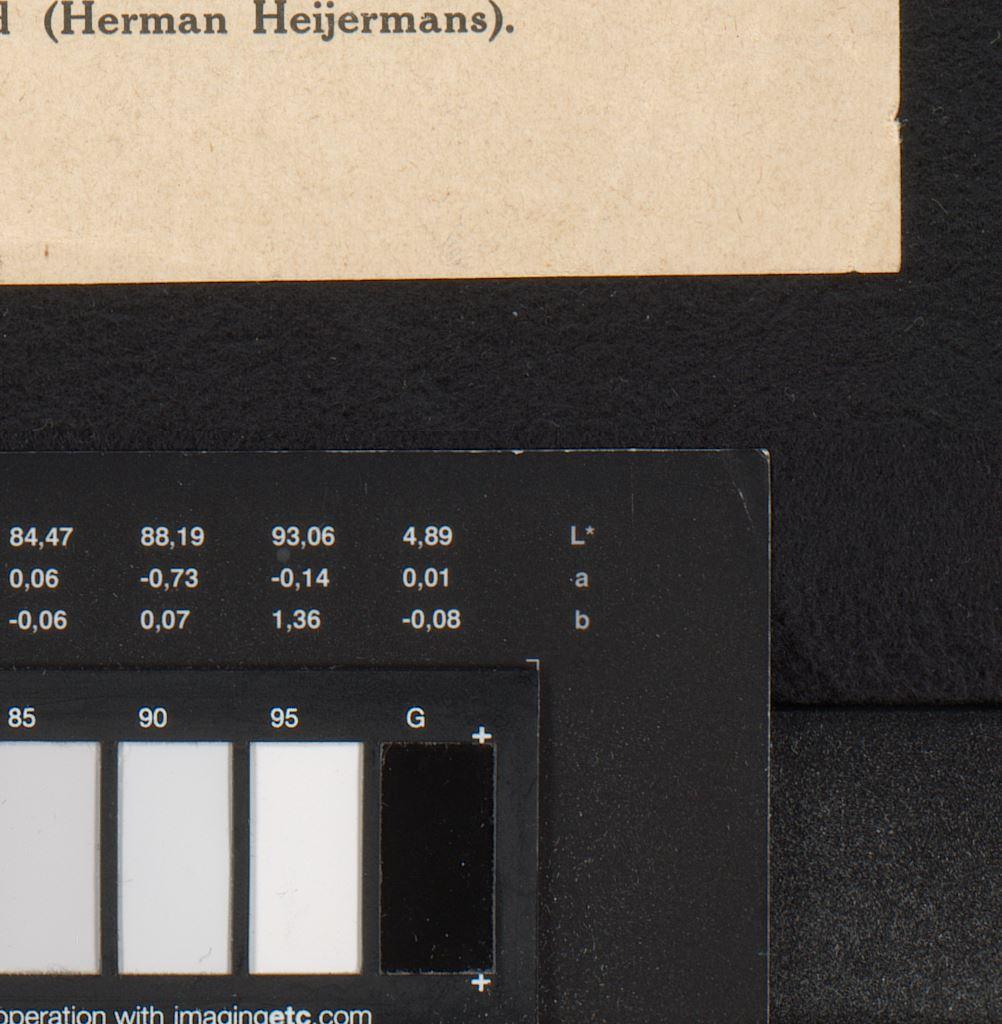 d (Herman Heijermans).
84,47 88,19 93,06 4,89 L*
0,06 -0,73 -0,14 0,01 a
-0,06 0,07 1,36 -0,08 b
85 90 95 G
operation with imagingetc.com